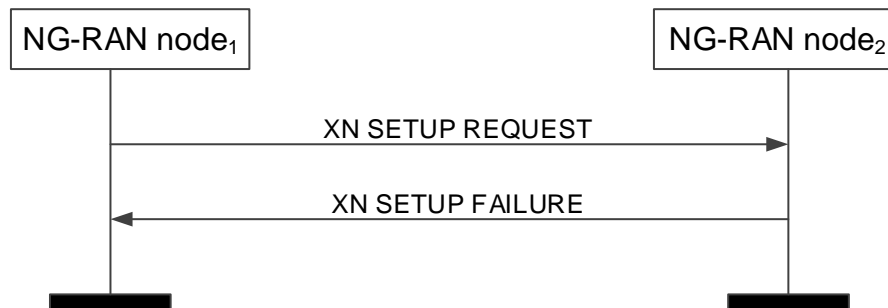 NG-RAN node₁
NG-RAN node₂
XN SETUP REQUEST
XN SETUP FAILURE